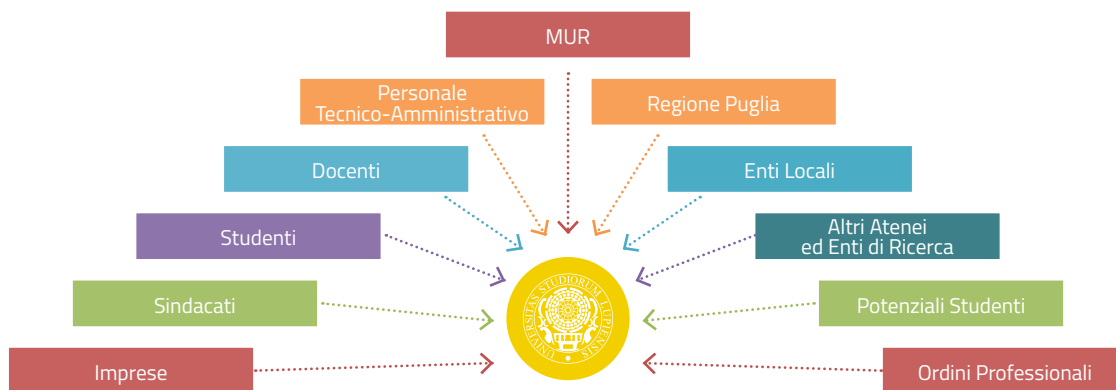 MUR
Personale
Tecnico-Amministrativo
Regione Puglia
Docenti
Enti Locali
Studenti
Altri Atenei
ed Enti di Ricerca
Sindacati
Potenziali Studenti
Imprese
Ordini Professionali
UNIVERSITAS STUDIORUM LUPIENSIS